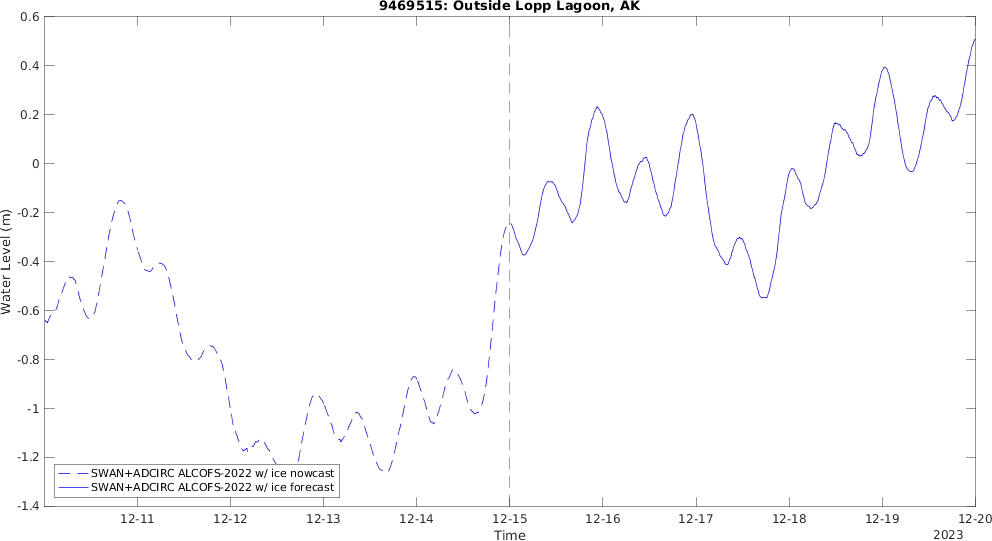 9469515: Outside Lopp Lagoon, AK
Water Level (m)
0.6
0.4
0.2
0
-0.2
-0.4
-0.6
-0.8
-1
-1.2
-1.4
SWAN+ADCIRC ALCOFS-2022 w/ ice nowcast
SWAN+ADCIRC ALCOFS-2022 w/ ice forecast
12-11 12-12 12-13 12-14 12-15 12-16 12-17 12-18 12-19 12-20
Time
2023